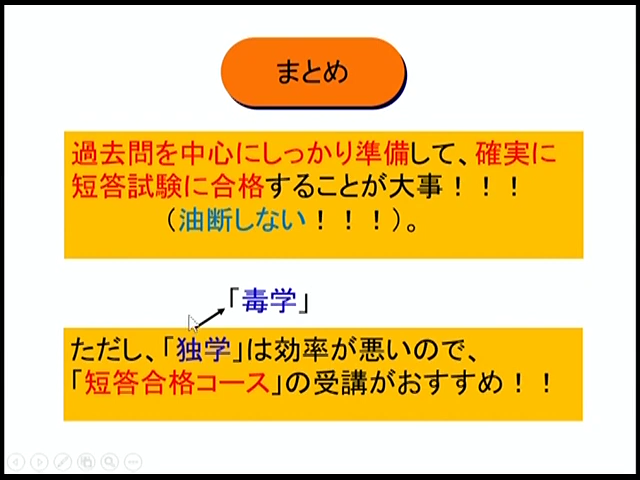 まとめ
過去問を中心にしっかり準備して、確実に
短答試験に合格することが大事！！！
（油断しない！！！）。
「毒学」
ただし、「独学」は効率が悪いので、
「短答合格コース」の受講がおすすめ！！